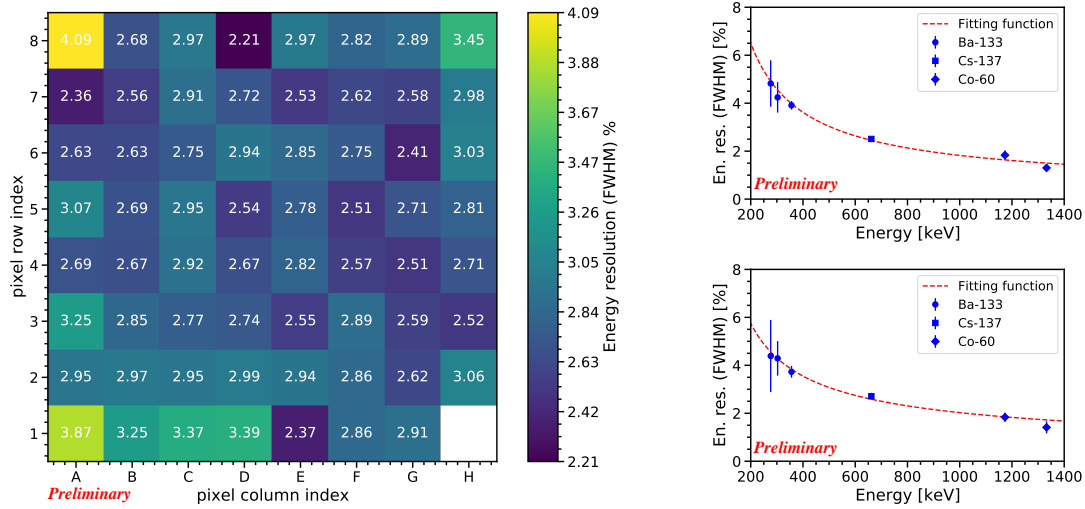 8 4.09 2.68 2.97 2.21 2.97 2.82 2.89 3.45
7 2.36 2.56 2.91 2.72 2.53 2.62 2.58 2.98
6 2.63 2.63 2.75 2.94 2.85 2.75 2.41 3.03
5 3.07 2.69 2.95 2.54 2.78 2.51 2.71 2.81
4 2.69 2.67 2.92 2.67 2.82 2.57 2.51 2.71
3 3.25 2.85 2.77 2.74 2.55 2.89 2.59 2.52
2 2.95 2.97 2.95 2.99 2.94 2.86 2.62 3.06
1 3.87 3.25 3.37 3.39 2.37 2.86 2.91
A B C D E F G H
pixel row index
pixel column index
Preliminary
4.09
3.88
3.67
3.47
3.26
3.05
2.84
2.63
2.42
2.21
Energy resolution (FWHM) %
8
6
4
2
0
En. res. (FWHM) [%]
Fitting function
Ba-133
Cs-137
Co-60
Preliminary
200 400 600 800 1000 1200 1400
Energy [keV]
8
6
4
2
0
En. res. (FWHM) [%]
Fitting function
Ba-133
Cs-137
Co-60
Preliminary
200 400 600 800 1000 1200 1400
Energy [keV]